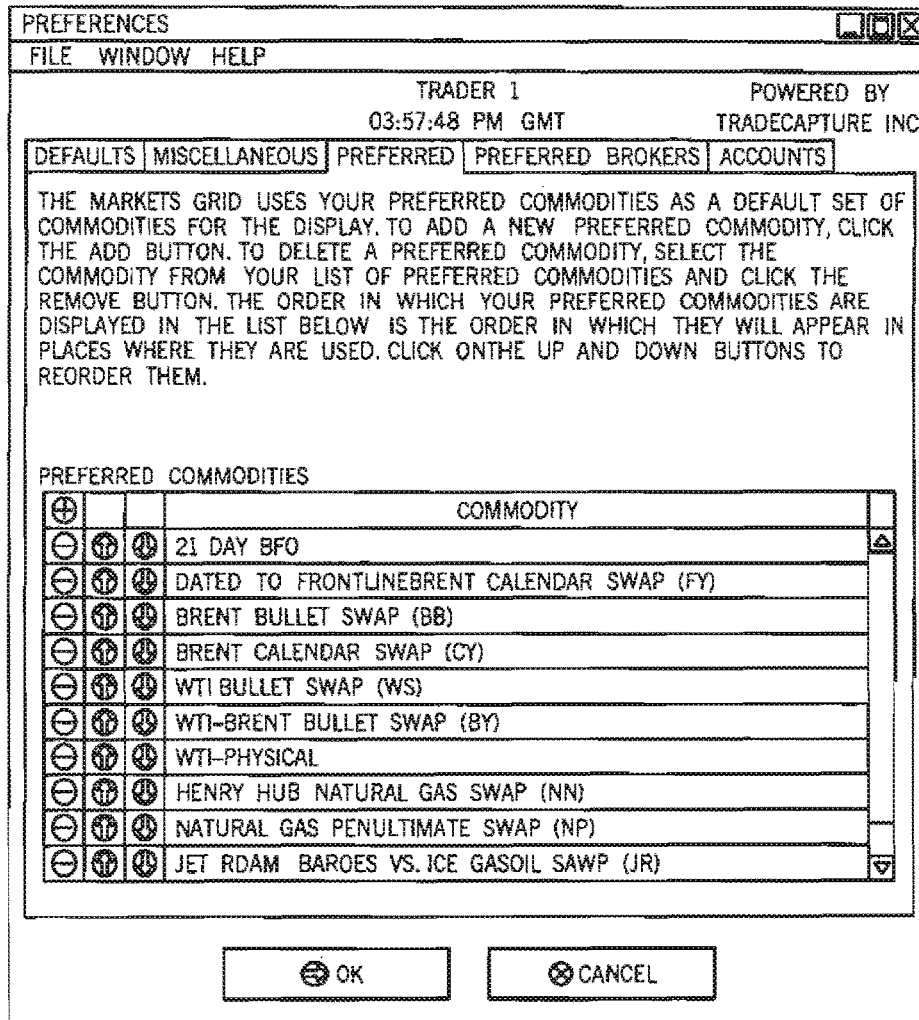 PREFERENCES
FILE WINDOW HELP
TRADER 1 POWERED BY
03:57:48 PM GMT TRADECAPTURE INC
DEFAULTS MISCELLANEOUS PREFERRED PREFERRED BROKERS ACCOUNTS
THE MARKETS GRID USES YOUR PREFERRED COMMODITIES AS A DEFAULT SET OF
COMMODITIES FOR THE DISPLAY. TO ADD A NEW PREFERRED COMMODITY, CLICK
THE ADD BUTTON. TO DELETE A PREFERRED COMMODITY, SELECT THE
COMMODITY FROM YOUR LIST OF PREFERRED COMMODITIES AND CLICK THE
REMOVE BUTTON. THE ORDER IN WHICH YOUR PREFERRED COMMODITIES ARE
DISPLAYED IN THE LIST BELOW IS THE ORDER IN WHICH THEY WILL APPEAR IN
PLACES WHERE THEY ARE USED. CLICK ONTHE UP AND DOWN BUTTONS TO
REORDER THEM.
PREFERRED COMMODITIES
COMMODITY
21 DAY BFO
DATED TO FRONTLINEBRENT CALENDAR SWAP (FY)
BRENT BULLET SWAP (BB)
BRENT CALENDAR SWAP (CY)
WTI BULLET SWAP (WS)
WTI-BRENT BULLET SWAP (BY)
WTI-PHYSICAL
HENRY HUB NATURAL GAS SWAP (NN)
NATURAL GAS PENULTIMATE SWAP (NP)
JET RDAM BAROES VS. ICE GASOIL SAWP (JR)
OK CANCEL